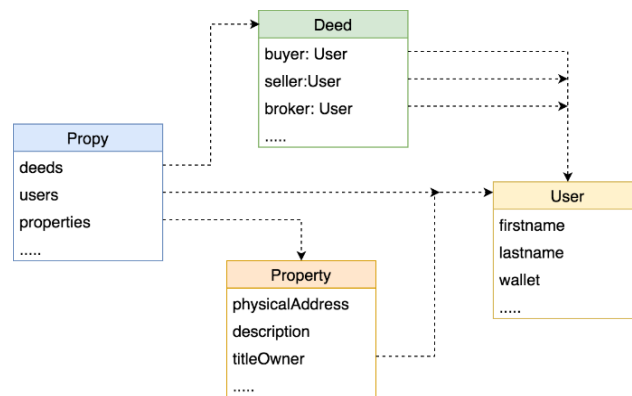 Deed
buyer: User
seller:User
broker: User
.....
Propy
deeds
users
properties
.....
User
firstname
lastname
wallet
.....
Property
physicalAddress
description
titleOwner
.....